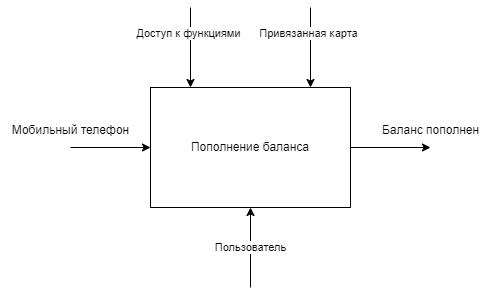 Доступ к функциями
Привязанная карта
Мобильный телефон
Пополнение баланса
Баланс пополнен
Пользователь